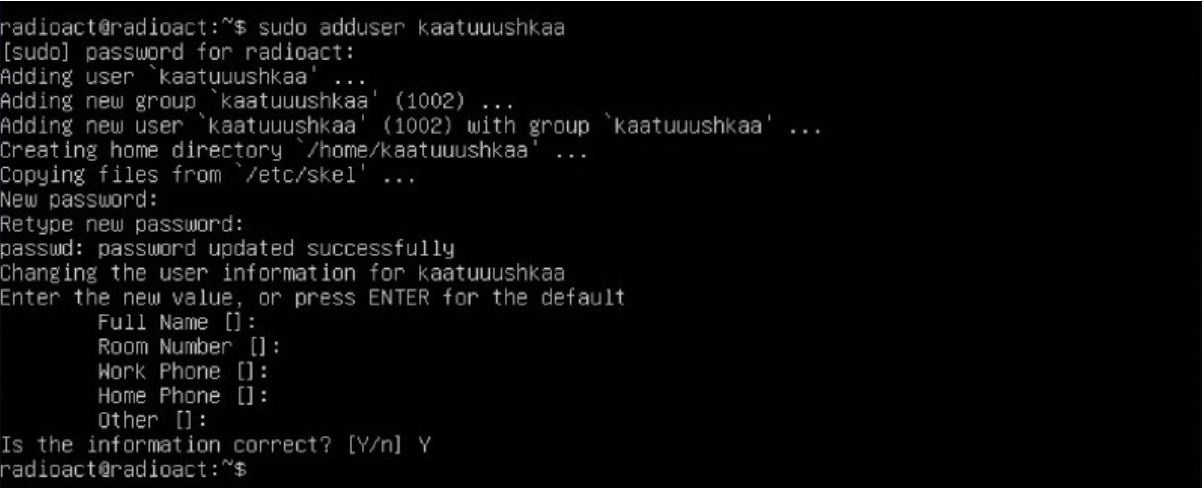 radioact@radioact:~$ sudo adduser kaatuuushkaa
[sudo] password for radioact:
Adding user `kaatuuushkaa' ...
Adding new group `kaatuuushkaa' (1002) ...
Adding new user `kaatuuushkaa' (1002) with group `kaatuuushkaa' ...
Creating home directory `/home/kaatuuushkaa' ...
Copying files from `/etc/skel' ...
New password:
Retype new password:
passwd: password updated successfully
Changing the user information for kaatuuushkaa
Enter the new value, or press ENTER for the default
Full Name []:
Room Number []:
Work Phone []:
Home Phone []:
Other []:
Is the information correct? [Y/n] Y
radioact@radioact:~$